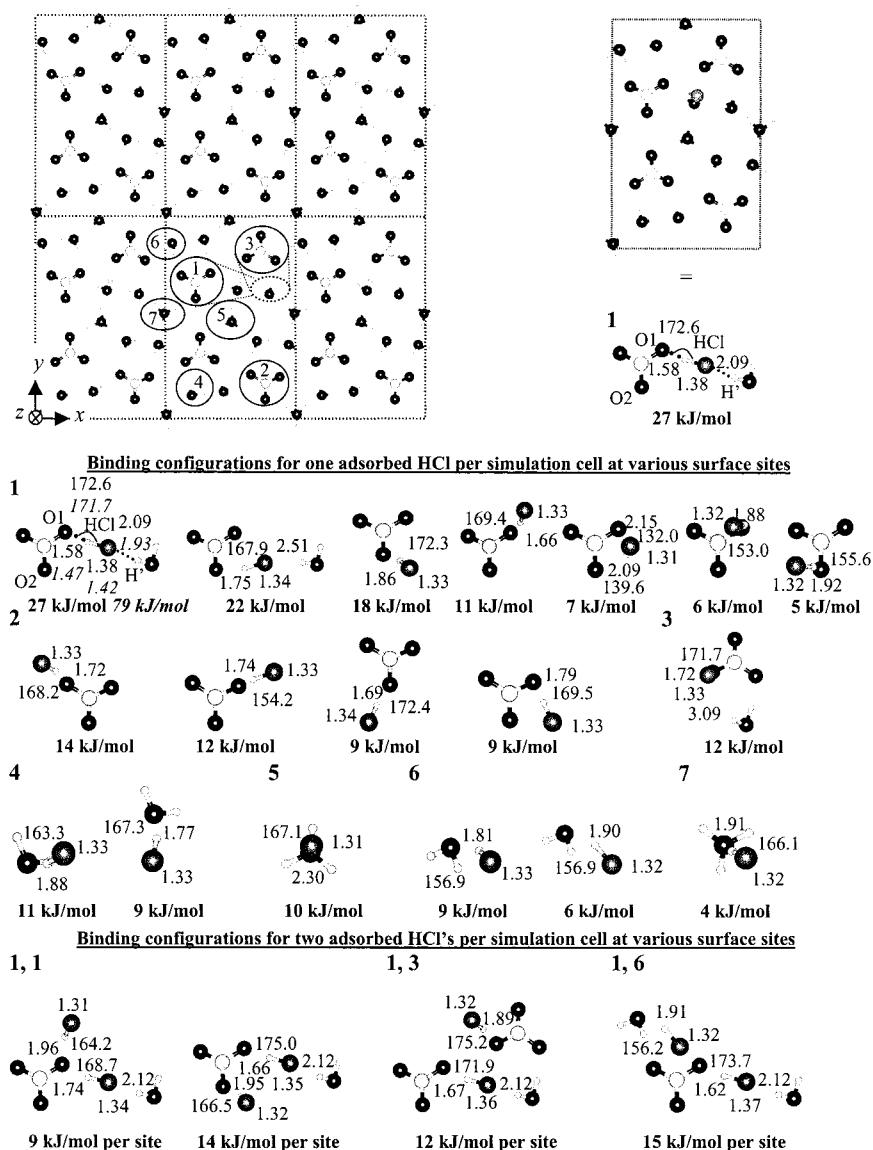 6
3
1
7
5
4
2
y
z
x
=
1
O1 172.6 HCl
1.58 2.09
1.38
O2 H'
27 kJ/mol
Binding configurations for one adsorbed HCl per simulation cell at various surface sites
1
172.6
171.7
O1 HCl 2.09
1.93
1.58
O2 1.47 1.38 H'
1.42
27 kJ/mol 79 kJ/mol
167.9 2.51
1.75 1.34
22 kJ/mol
172.3
1.86 1.33
18 kJ/mol
169.4 1.33
1.66
11 kJ/mol
2.15
132.0
1.31
2.09
139.6
7 kJ/mol
1.32 1.88
153.0
6 kJ/mol
155.6
1.32 1.92
5 kJ/mol
2 3
1.33
1.72
168.2
14 kJ/mol
1.74 1.33
154.2
12 kJ/mol
1.69
1.34 172.4
9 kJ/mol
1.79
169.5
1.33
9 kJ/mol
171.7
1.72
1.33
3.09
12 kJ/mol
4 5 6 7
163.3
1.33
1.88
11 kJ/mol
167.3 1.77
1.33
9 kJ/mol
167.1 1.31
2.30
10 kJ/mol
1.81
156.9 1.33
9 kJ/mol
1.90
156.9 1.32
6 kJ/mol
1.91
166.1
1.32
4 kJ/mol
Binding configurations for two adsorbed HCl's per simulation cell at various surface sites
1, 1 1, 3 1, 6
1.31
1.96 164.2
168.7
2.12
1.74 1.34
9 kJ/mol per site
175.0
1.66 2.12
1.95 1.35
166.5 1.32
14 kJ/mol per site
1.32
1.89
175.2
171.9
1.67 2.12
1.36
12 kJ/mol per site
1.91
1.32
156.2
173.7
2.12
1.62 1.37
15 kJ/mol per site